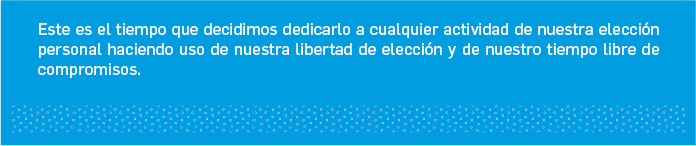 Este es el tiempo que decidimos dedicarlo a cualquier actividad de nuestra elección
personal haciendo uso de nuestra libertad de elección y de nuestro tiempo libre de
compromisos.